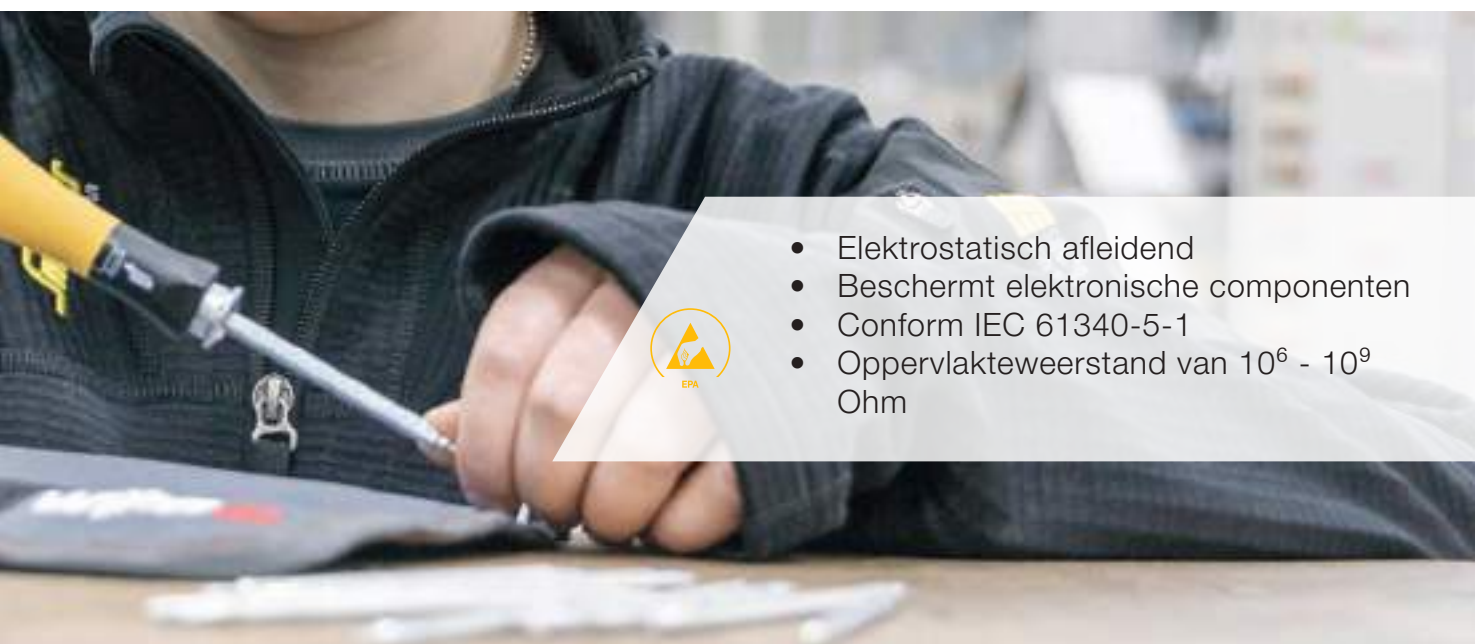 • Elektrostatisch afleidend
• Beschermt elektronische componenten
• Conform IEC 61340-5-1
• Oppervlakteweerstand van 10⁶ - 10⁹
Ohm
EPA